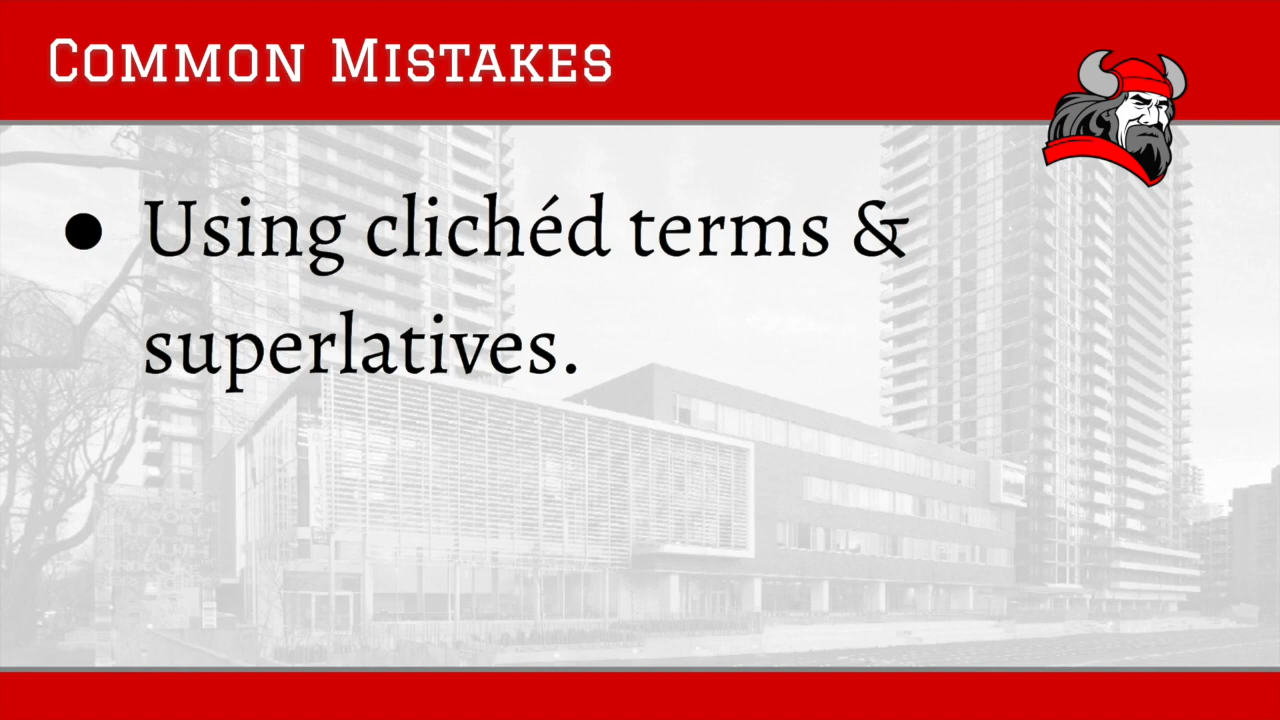 Common Mistakes
● Using clichéd terms &
superlatives.